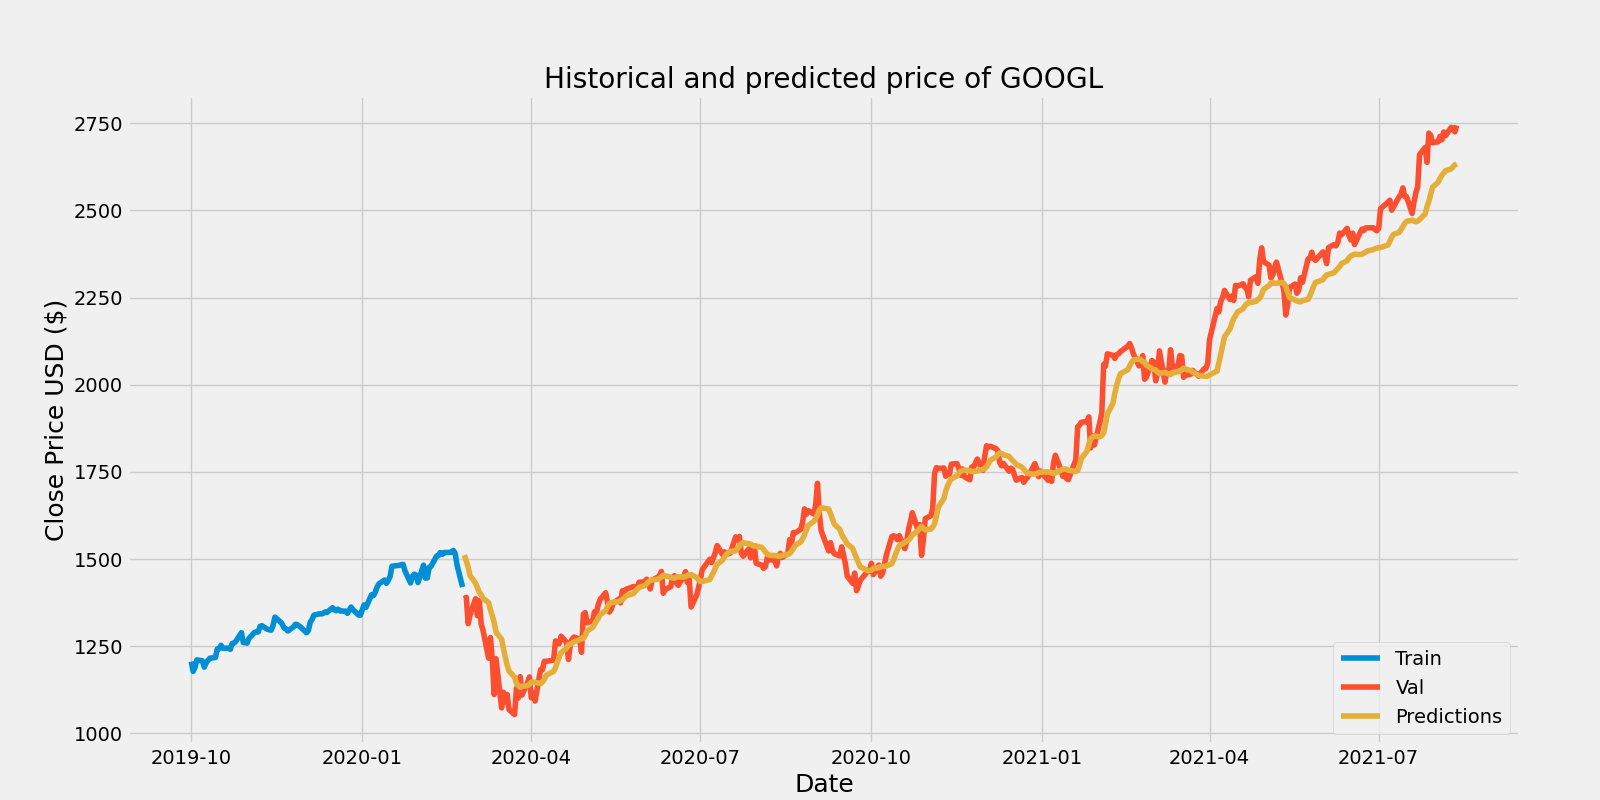 Historical and predicted price of GOOGL
Close Price USD ($)
2750
2500
2250
2000
1750
1500
1250
1000
2019-10
2020-01
2020-04
2020-07
2020-10
2021-01
2021-04
2021-07
Date
Train
Val
Predictions